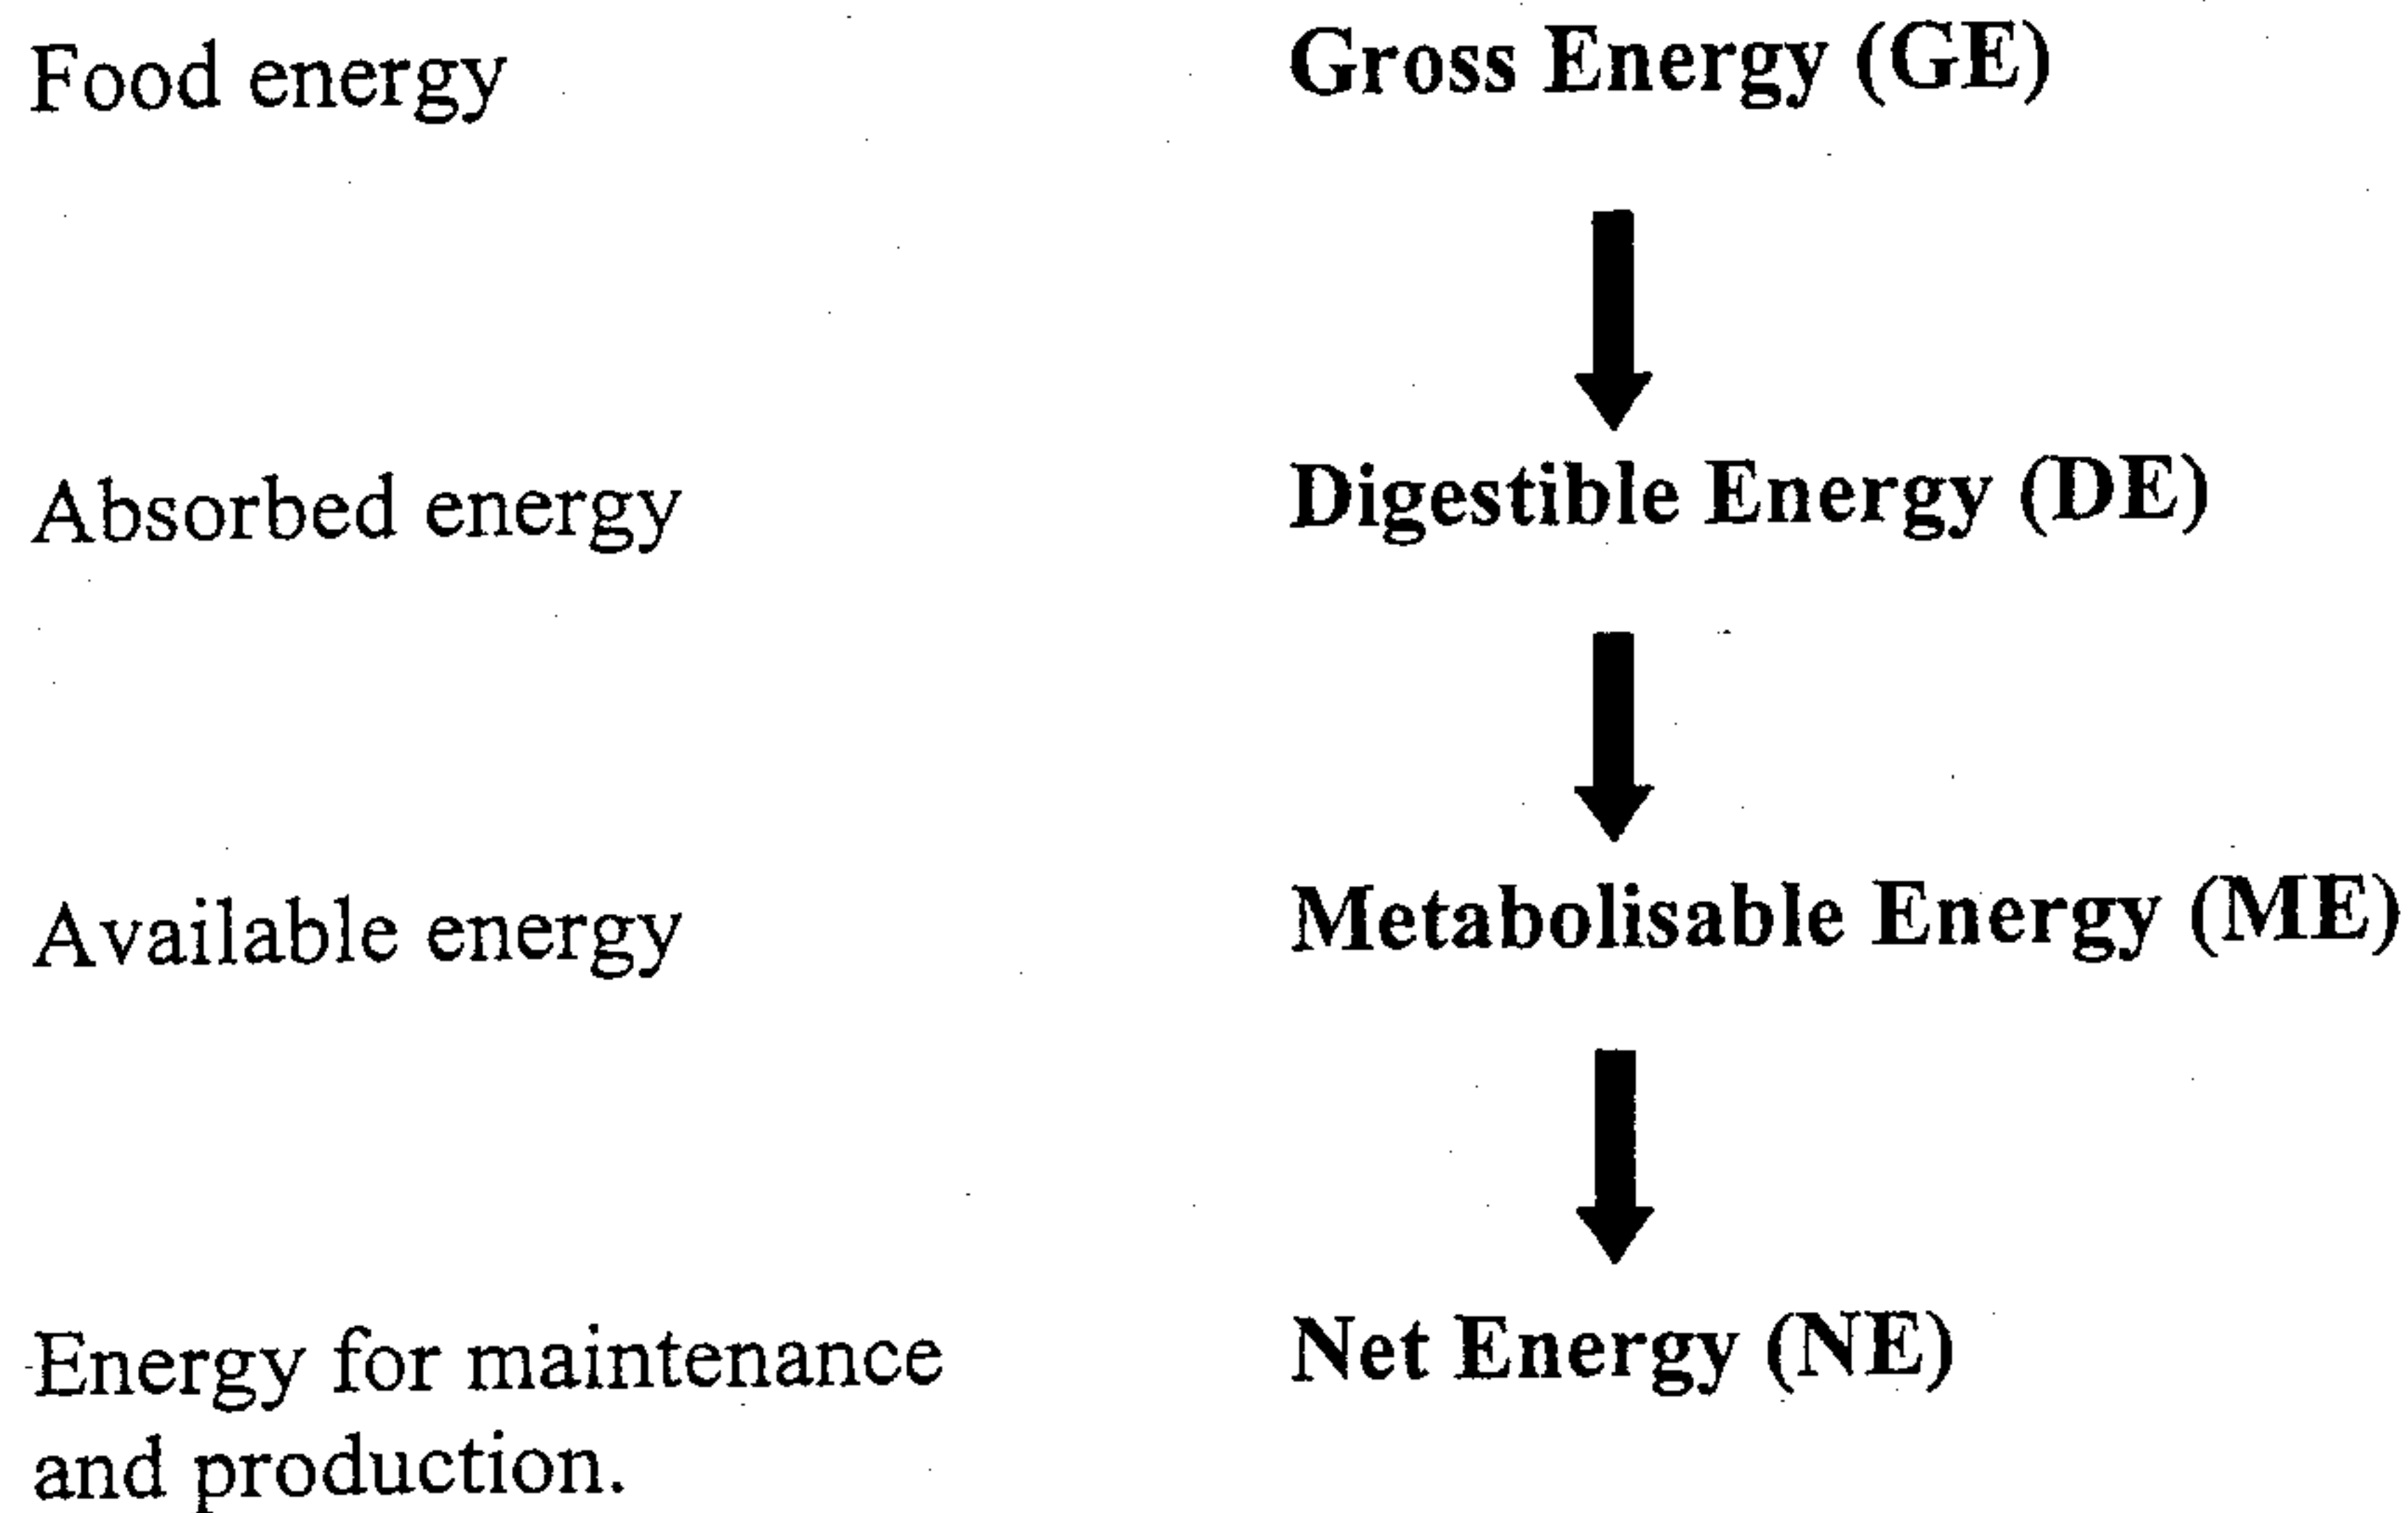 Food energy
Gross Energy (GE)
Absorbed energy
Digestible Energy (DE)
Available energy
Metabolisable Energy (ME)
Energy for maintenance
and production.
Net Energy (NE)